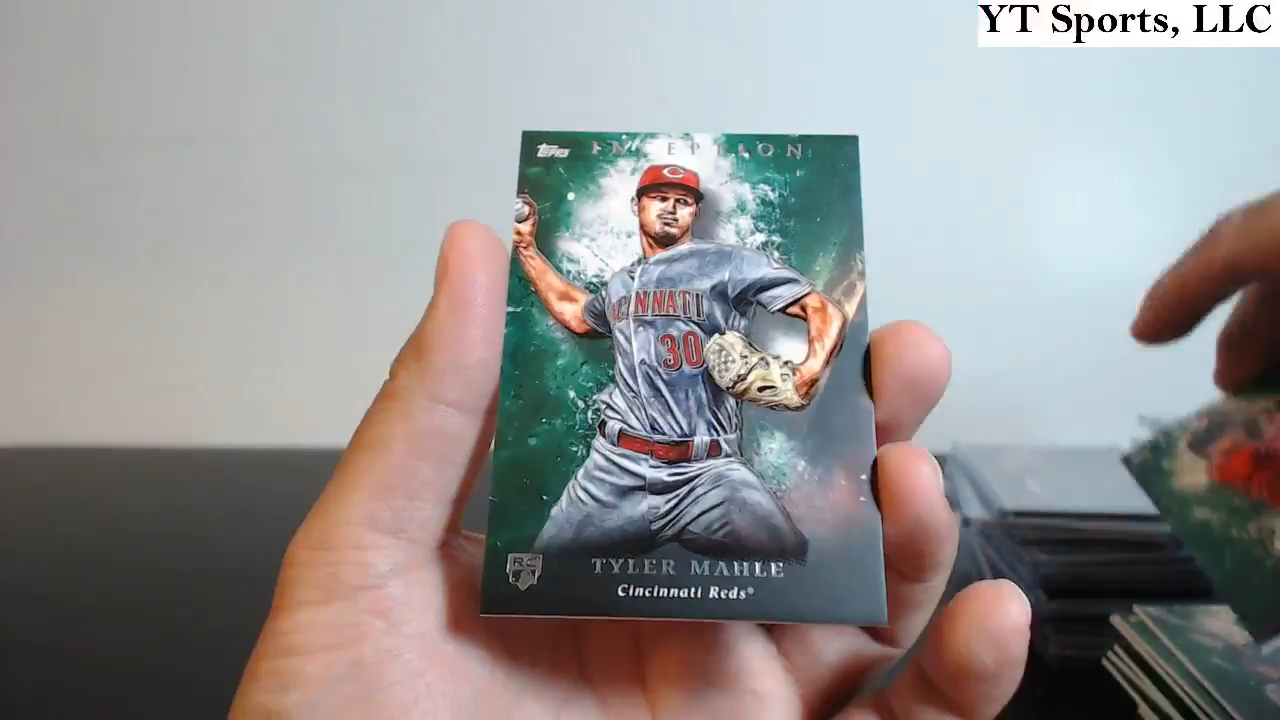 YT Sports, LLC
Topps INCEPTION
CINCINNATI
30
RC
TYLER MAHLE
Cincinnati Reds®